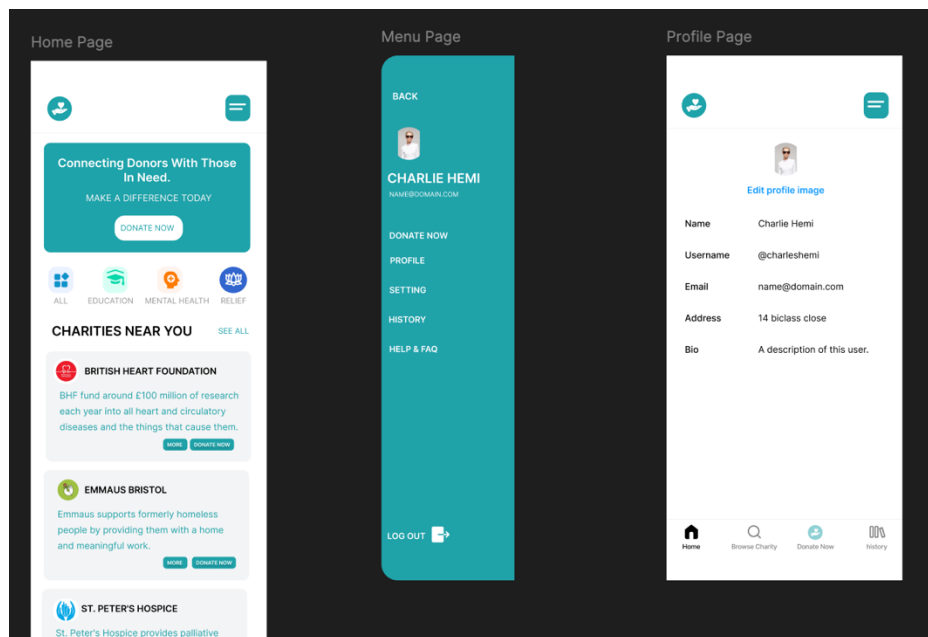 Home Page
Connecting Donors With Those
In Need.
MAKE A DIFFERENCE TODAY
DONATE NOW
ALL
EDUCATION
MENTAL HEALTH
RELIEF
CHARITIES NEAR YOU
SEE ALL
BRITISH HEART FOUNDATION
BHF fund around £100 million of research
each year into all heart and circulatory
diseases and the things that cause them.
MORE
DONATE NOW
EMMAUS BRISTOL
Emmaus supports formerly homeless
people by providing them with a home
and meaningful work.
MORE
DONATE NOW
ST. PETER'S HOSPICE
St. Peter's Hospice provides palliative
Menu Page
BACK
CHARLIE HEMI
NAME@DOMAIN.COM
DONATE NOW
PROFILE
SETTING
HISTORY
HELP & FAQ
LOG OUT
Profile Page
Edit profile image
Name Charlie Hemi
Username @charleshemi
Email name@domain.com
Address 14 biclass close
Bio A description of this user.
Home
Browse Charity
Donate Now
history